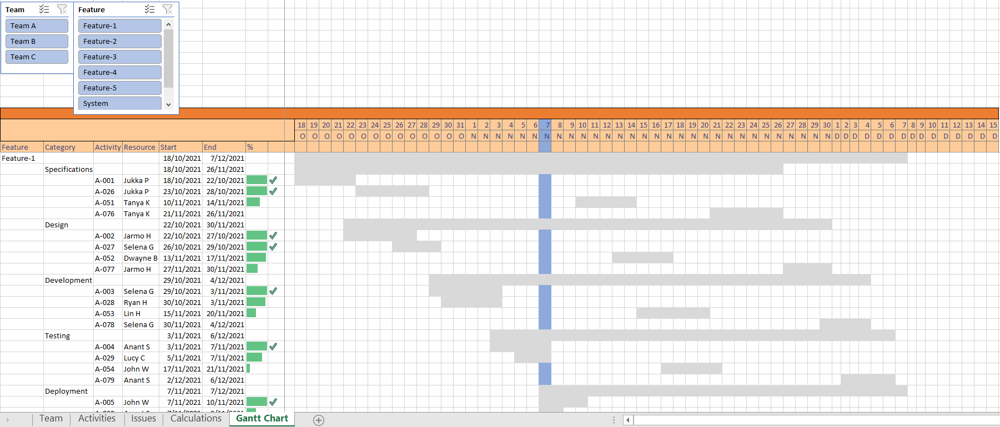 Team Feature
Team A Feature-1
Team B Feature-2
Team C Feature-3
Feature-4
Feature-5
System
18 19 20 21 22 23 24 25 26 27 28 29 30 31 1 2 3 4 5 6 7 8 9 10 11 12 13 14 15 16 17 18 19 20 21 22 23 24 25 26 27 28 29 30 1 2 3 4 5 6 7 8 9 10 11 12 13 14 15
O O O O O O O O O O O O O O N N N N N N N N N N N N N N N N N N N N N N N N N N N N N N D D D D D D D D D D D D D D D
Feature Category Activity Resource Start End %
Feature-1 18/10/2021 7/12/2021
Specifications 18/10/2021 26/11/2021
A-001 Jukka P 18/10/2021 22/10/2021
A-026 Jukka P 23/10/2021 28/10/2021
A-051 Tanya K 10/11/2021 14/11/2021
A-076 Tanya K 21/11/2021 26/11/2021
Design 22/10/2021 30/11/2021
A-002 Jarmo H 22/10/2021 27/10/2021
A-027 Selena G 26/10/2021 29/10/2021
A-052 Dwayne B 13/11/2021 17/11/2021
A-077 Jarmo H 27/11/2021 30/11/2021
Development 29/10/2021 4/12/2021
A-003 Selena G 29/10/2021 3/11/2021
A-028 Ryan H 30/10/2021 3/11/2021
A-053 Lin H 15/11/2021 20/11/2021
A-078 Selena G 30/11/2021 4/12/2021
Testing 3/11/2021 6/12/2021
A-004 Anant S 3/11/2021 7/11/2021
A-029 Lucy C 5/11/2021 7/11/2021
A-054 John W 17/11/2021 21/11/2021
A-079 Anant S 2/12/2021 6/12/2021
Deployment 7/11/2021 7/12/2021
A-005 John W 7/11/2021 10/11/2021
Team Activities Issues Calculations Gantt Chart